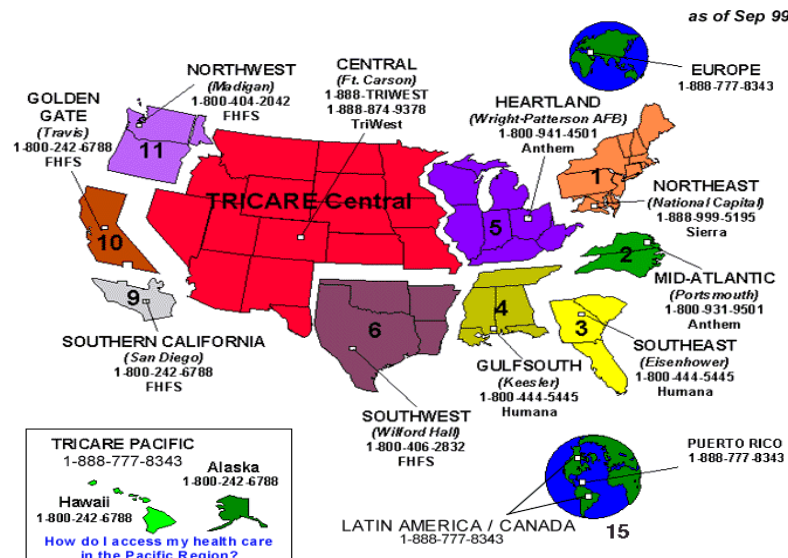 as of Sep 99
EUROPE
1-888-777-8343
NORTHWEST
(Madigan)
1-800-404-2042
FHFS
CENTRAL
(Ft. Carson)
1-888-TRIWEST
1-888-874-9378
TriWest
HEARTLAND
(Wright-Patterson AFB)
1-800-941-4501
Anthem
GOLDEN
GATE
(Travis)
1-800-242-6788
FHFS
11
TRICARE Central
1
NORTHEAST
(National Capital)
1-888-999-5195
Sierra
10
5
2
MID-ATLANTIC
(Portsmouth)
1-800-931-9501
Anthem
9
SOUTHERN CALIFORNIA
(San Diego)
1-800-242-6788
FHFS
6
4
3
SOUTHEAST
(Eisenhower)
1-800-444-5445
Humana
GULFSOUTH
(Keesler)
1-800-444-5445
Humana
SOUTHWEST
(Wilford Hall)
1-800-406-2832
FHFS
TRICARE PACIFIC
1-888-777-8343
Alaska
1-800-242-6788
Hawaii
1-800-242-6788
How do I access my health care
in the Pacific Region?
PUERTO RICO
1-888-777-8343
LATIN AMERICA / CANADA
1-888-777-8343
15